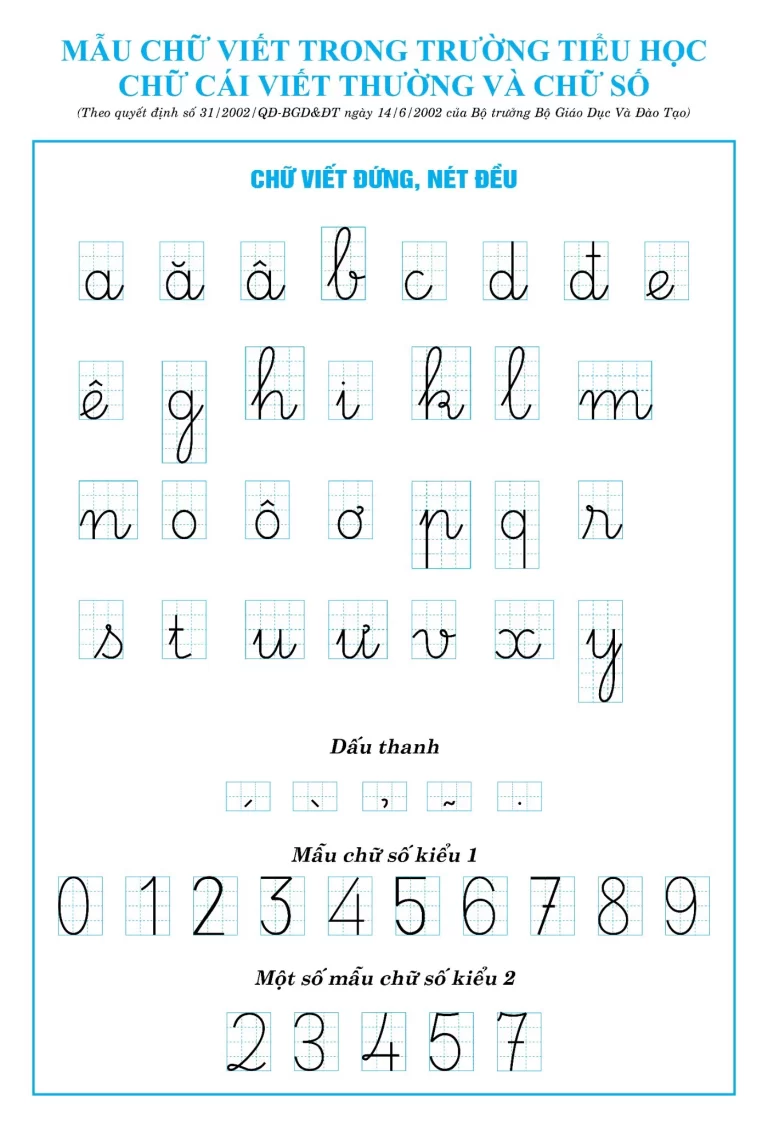 MẪU CHỮ VIẾT TRONG TRƯỜNG TIỂU HỌC
CHỮ CÁI VIẾT THƯỜNG VÀ CHỮ SỐ
(Theo quyết định số 31/2002/QĐ-BGD&ĐT ngày 14/6/2002 của Bộ trưởng Bộ Giáo Dục Và Đào Tạo)
CHỮ VIẾT ĐỨNG, NÉT ĐỀU
a ă â b c d đ e
ê g h i k l m
n o ô ơ p q r
s t u ư v x y
Dấu thanh
ˊ ˋ ̉ ~ .
Mẫu chữ số kiểu 1
0 1 2 3 4 5 6 7 8 9
Một số mẫu chữ số kiểu 2
2 3 4 5 7